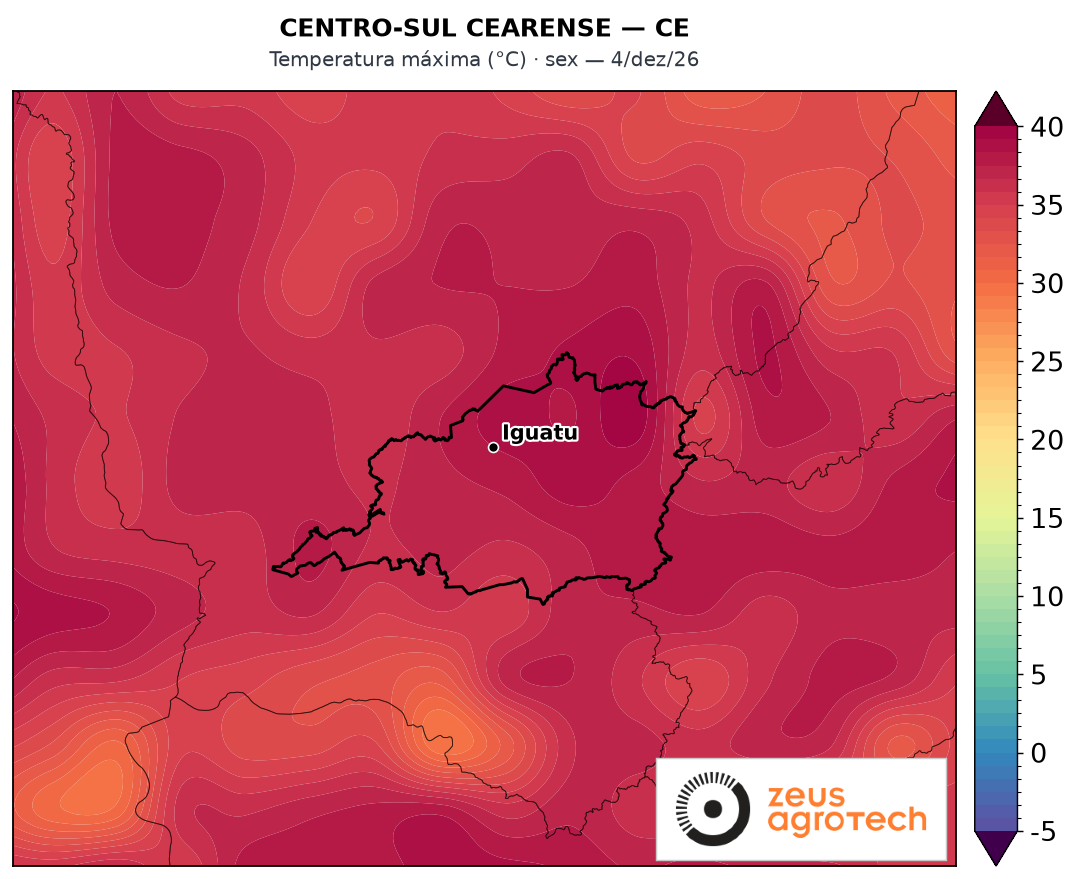 CENTRO-SUL CEARENSE — CE
Temperatura máxima (°C) · sex — 4/dez/26
40
35
30
25
20
15
10
5
0
-5
Iguatu
zeus
agrotech